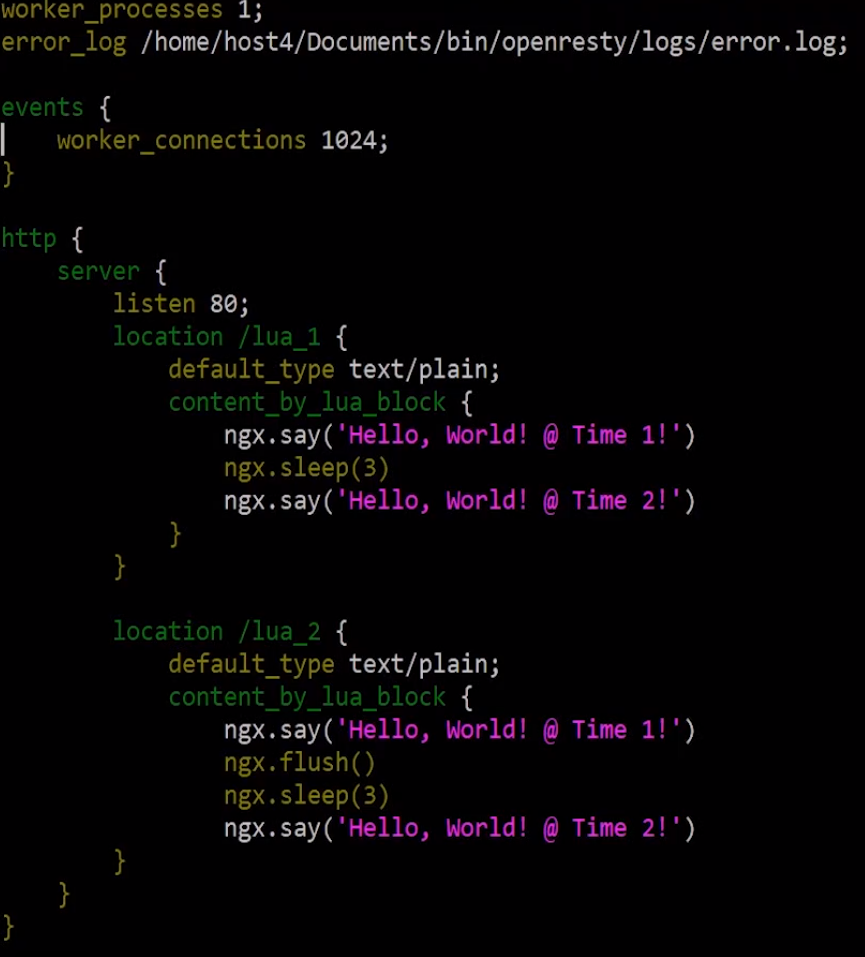 worker_processes 1;
error_log /home/host4/Documents/bin/openresty/logs/error.log;

events {
    worker_connections 1024;
}

http {
    server {
        listen 80;
        location /lua_1 {
            default_type text/plain;
            content_by_lua_block {
                ngx.say('Hello, World! @ Time 1!')
                ngx.sleep(3)
                ngx.say('Hello, World! @ Time 2!')
            }
        }

        location /lua_2 {
            default_type text/plain;
            content_by_lua_block {
                ngx.say('Hello, World! @ Time 1!')
                ngx.flush()
                ngx.sleep(3)
                ngx.say('Hello, World! @ Time 2!')
        }
    }
}